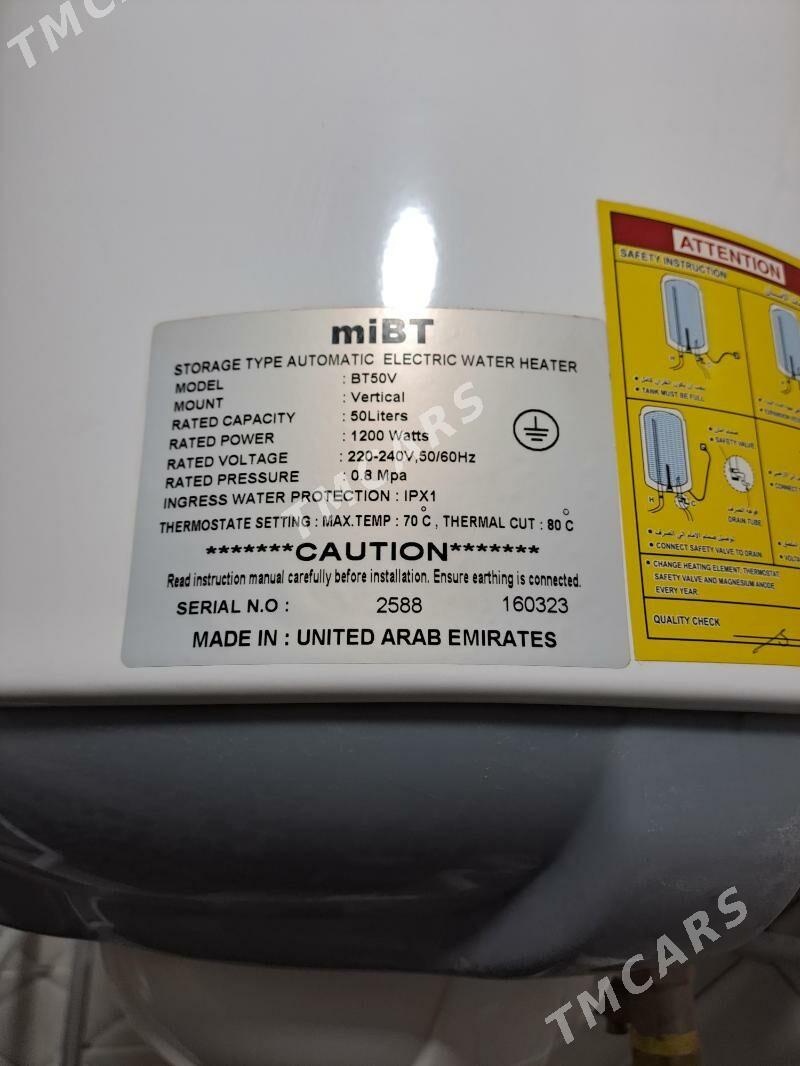 TMCARS
miBT
STORAGE TYPE AUTOMATIC ELECTRIC WATER HEATER
MODEL : BT50V
MOUNT : Vertical
RATED CAPACITY : 50Liters
RATED POWER : 1200 Watts
RATED VOLTAGE : 220-240V,50/60Hz
RATED PRESSURE : 0.8 Mpa
INGRESS WATER PROTECTION : IPX1
THERMOSTATE SETTING : MAX.TEMP : 70°C , THERMAL CUT : 80°C
*******CAUTION*******
Read instruction manual carefully before installation. Ensure earthing is connected.
SERIAL N.O : 2588 160323
MADE IN : UNITED ARAB EMIRATES
ATTENTION
SAFETY INSTRUCTION
• TANK MUST BE FULL
H
C
• SAFETY VALVE
DRAIN TUBE
• CONNECT SAFETY VALVE TO DRAIN
• CHANGE HEATING ELEMENT, THERMOSTAT
SAFETY VALVE AND MAGNESIUM ANODE
EVERY YEAR
QUALITY CHECK
TMCARS
TMCARS